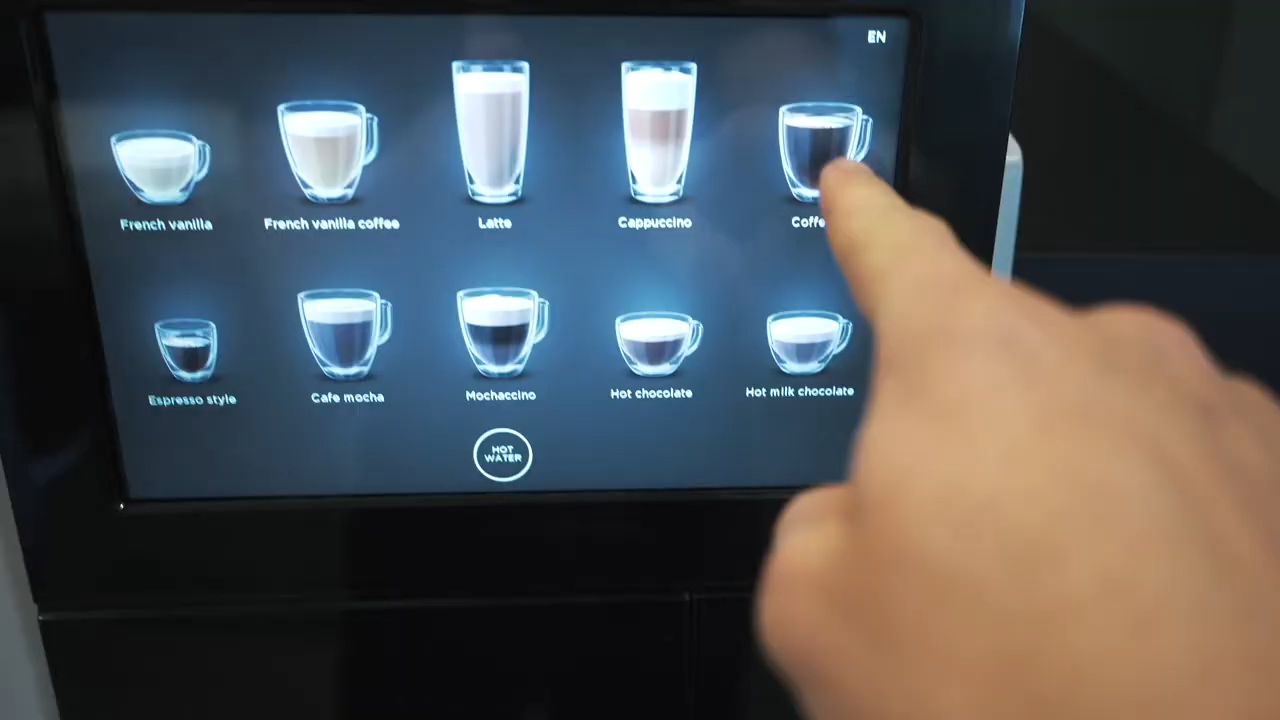 EN
French vanilla
French vanilla coffee
Latte
Cappuccino
Coffe
Espresso style
Cafe mocha
Mochaccino
Hot chocolate
Hot milk chocolate
HOT
WATER